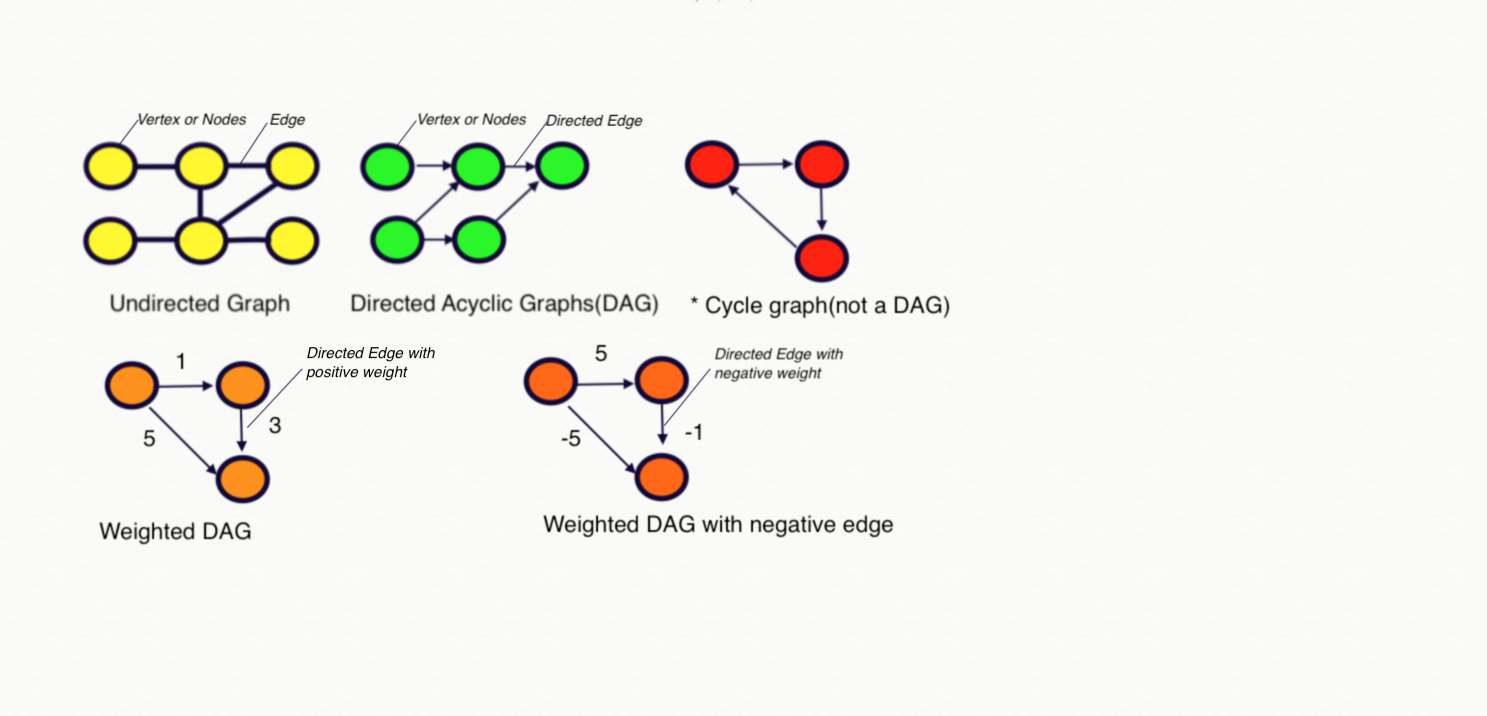 Vertex or Nodes
Edge
Vertex or Nodes
Directed Edge
Undirected Graph
Directed Acyclic Graphs(DAG)
* Cycle graph(not a DAG)
1
Directed Edge with
positive weight
5
3
Weighted DAG
5
Directed Edge with
negative weight
-5
-1
Weighted DAG with negative edge